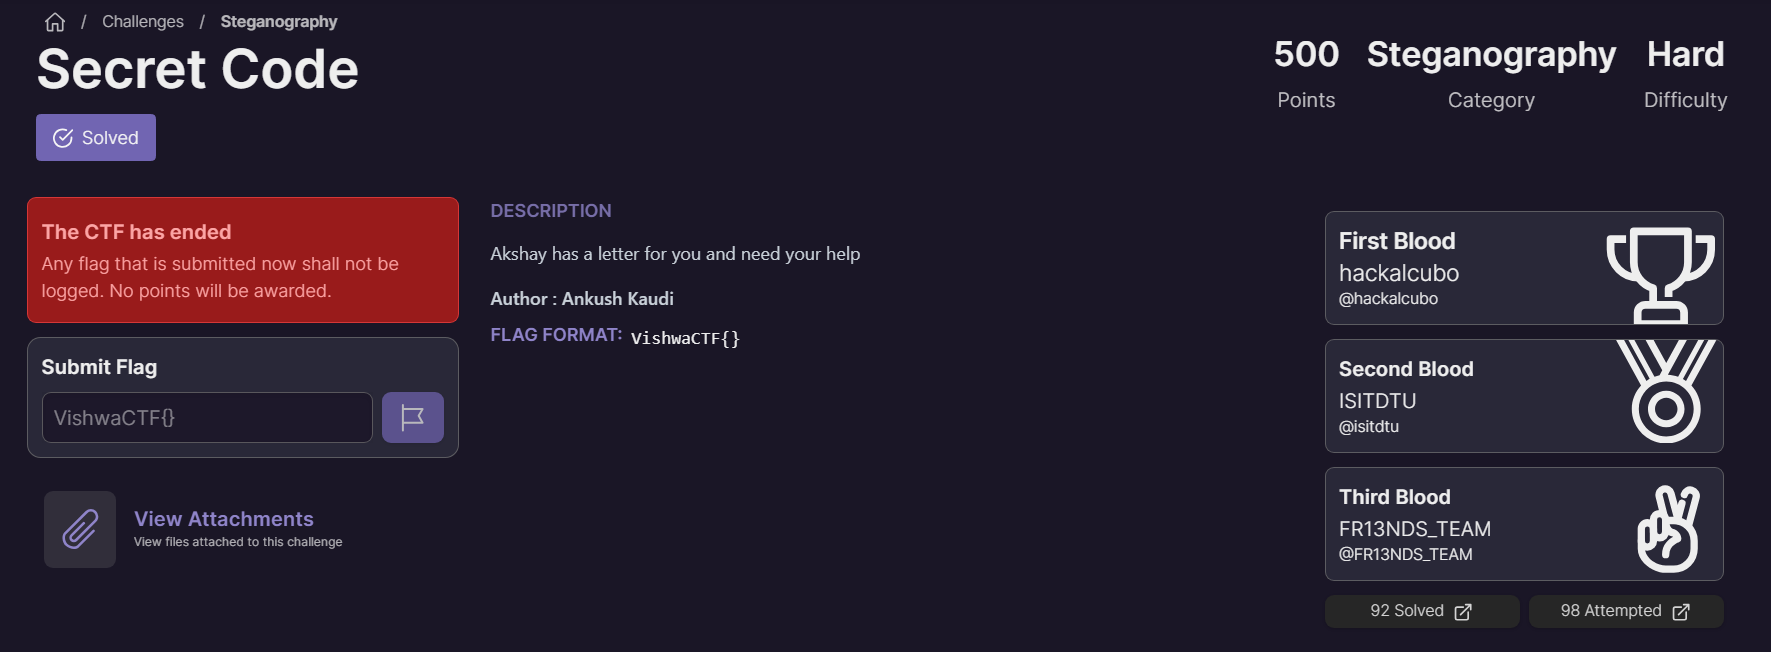 / Challenges / Steganography
Secret Code
Solved
500 Steganography Hard
Points Category Difficulty
The CTF has ended
Any flag that is submitted now shall not be
logged. No points will be awarded.
Submit Flag
VishwaCTF{}
View Attachments
View files attached to this challenge
DESCRIPTION
Akshay has a letter for you and need your help
Author : Ankush Kaudi
FLAG FORMAT: VishwaCTF{}
First Blood
hackalcubo
@hackalcubo
Second Blood
ISITDTU
@isitdtu
Third Blood
FR13NDS_TEAM
@FR13NDS_TEAM
92 Solved 98 Attempted